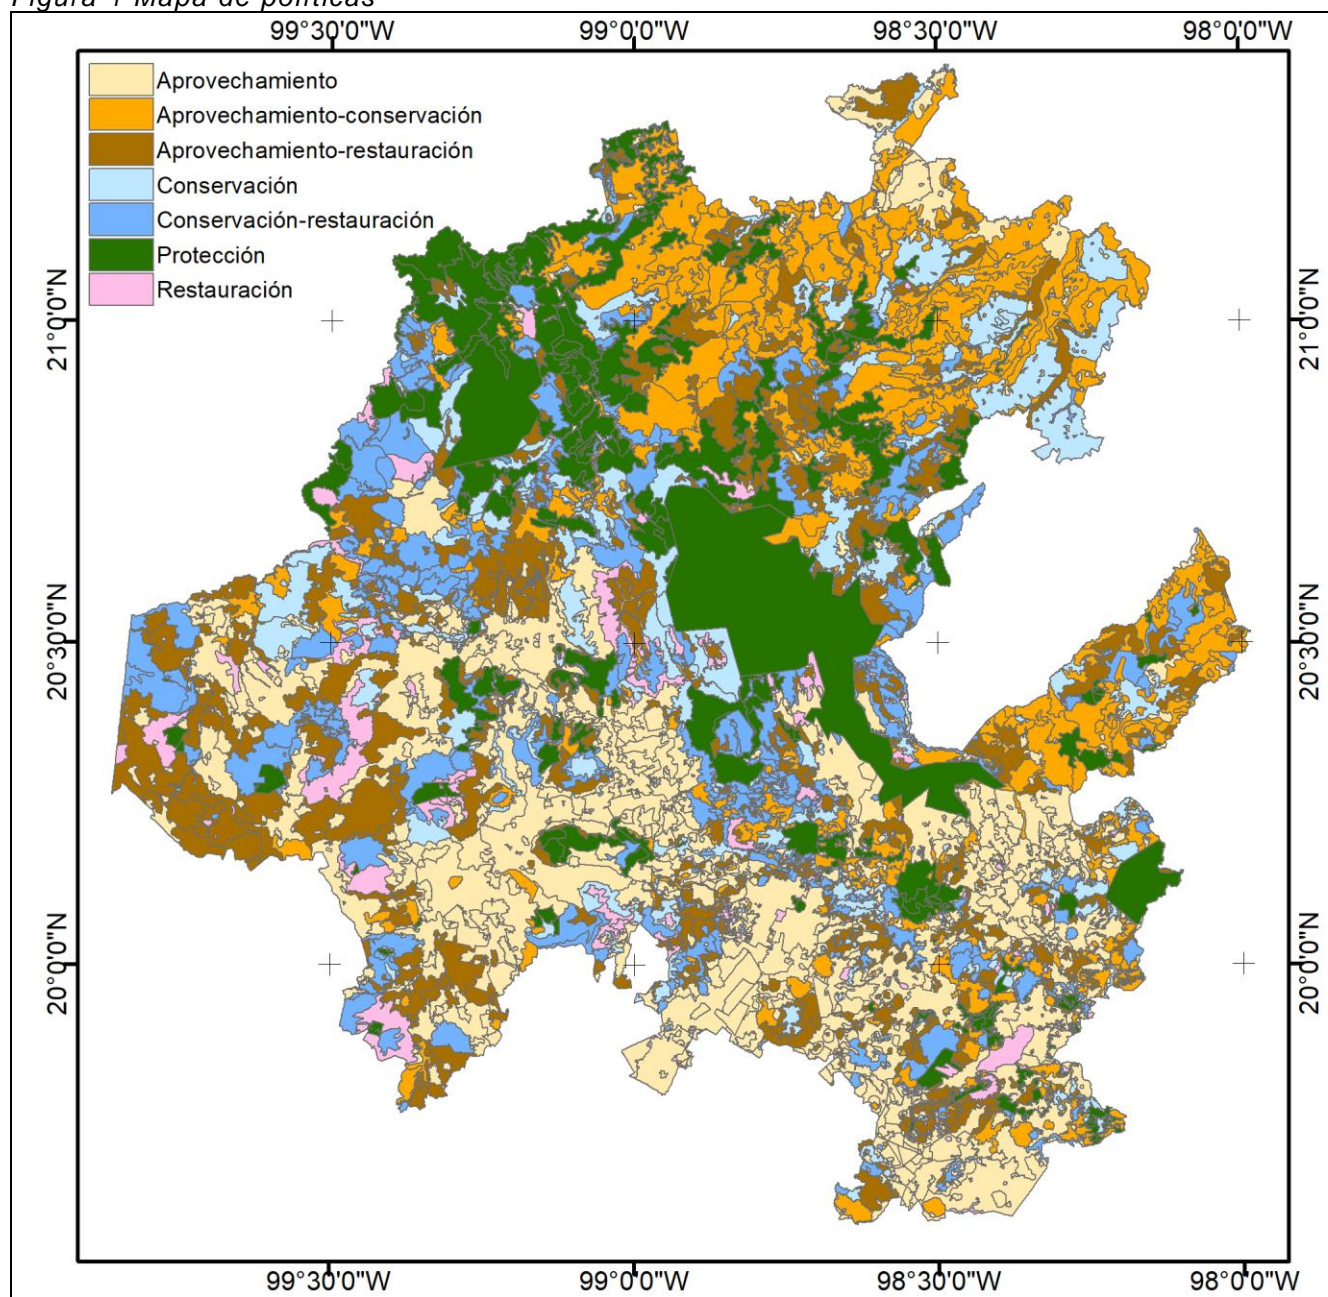 Figura 1 Mapa de políticas
99°30'0"W 99°0'0"W 98°30'0"W 98°0'0"W
Aprovechamiento
Aprovechamiento-conservación
Aprovechamiento-restauración
Conservación
Conservación-restauración
Protección
Restauración
21°0'0"N 21°0'0"N
20°30'0"N 20°30'0"N
20°0'0"N 20°0'0"N
99°30'0"W 99°0'0"W 98°30'0"W 98°0'0"W